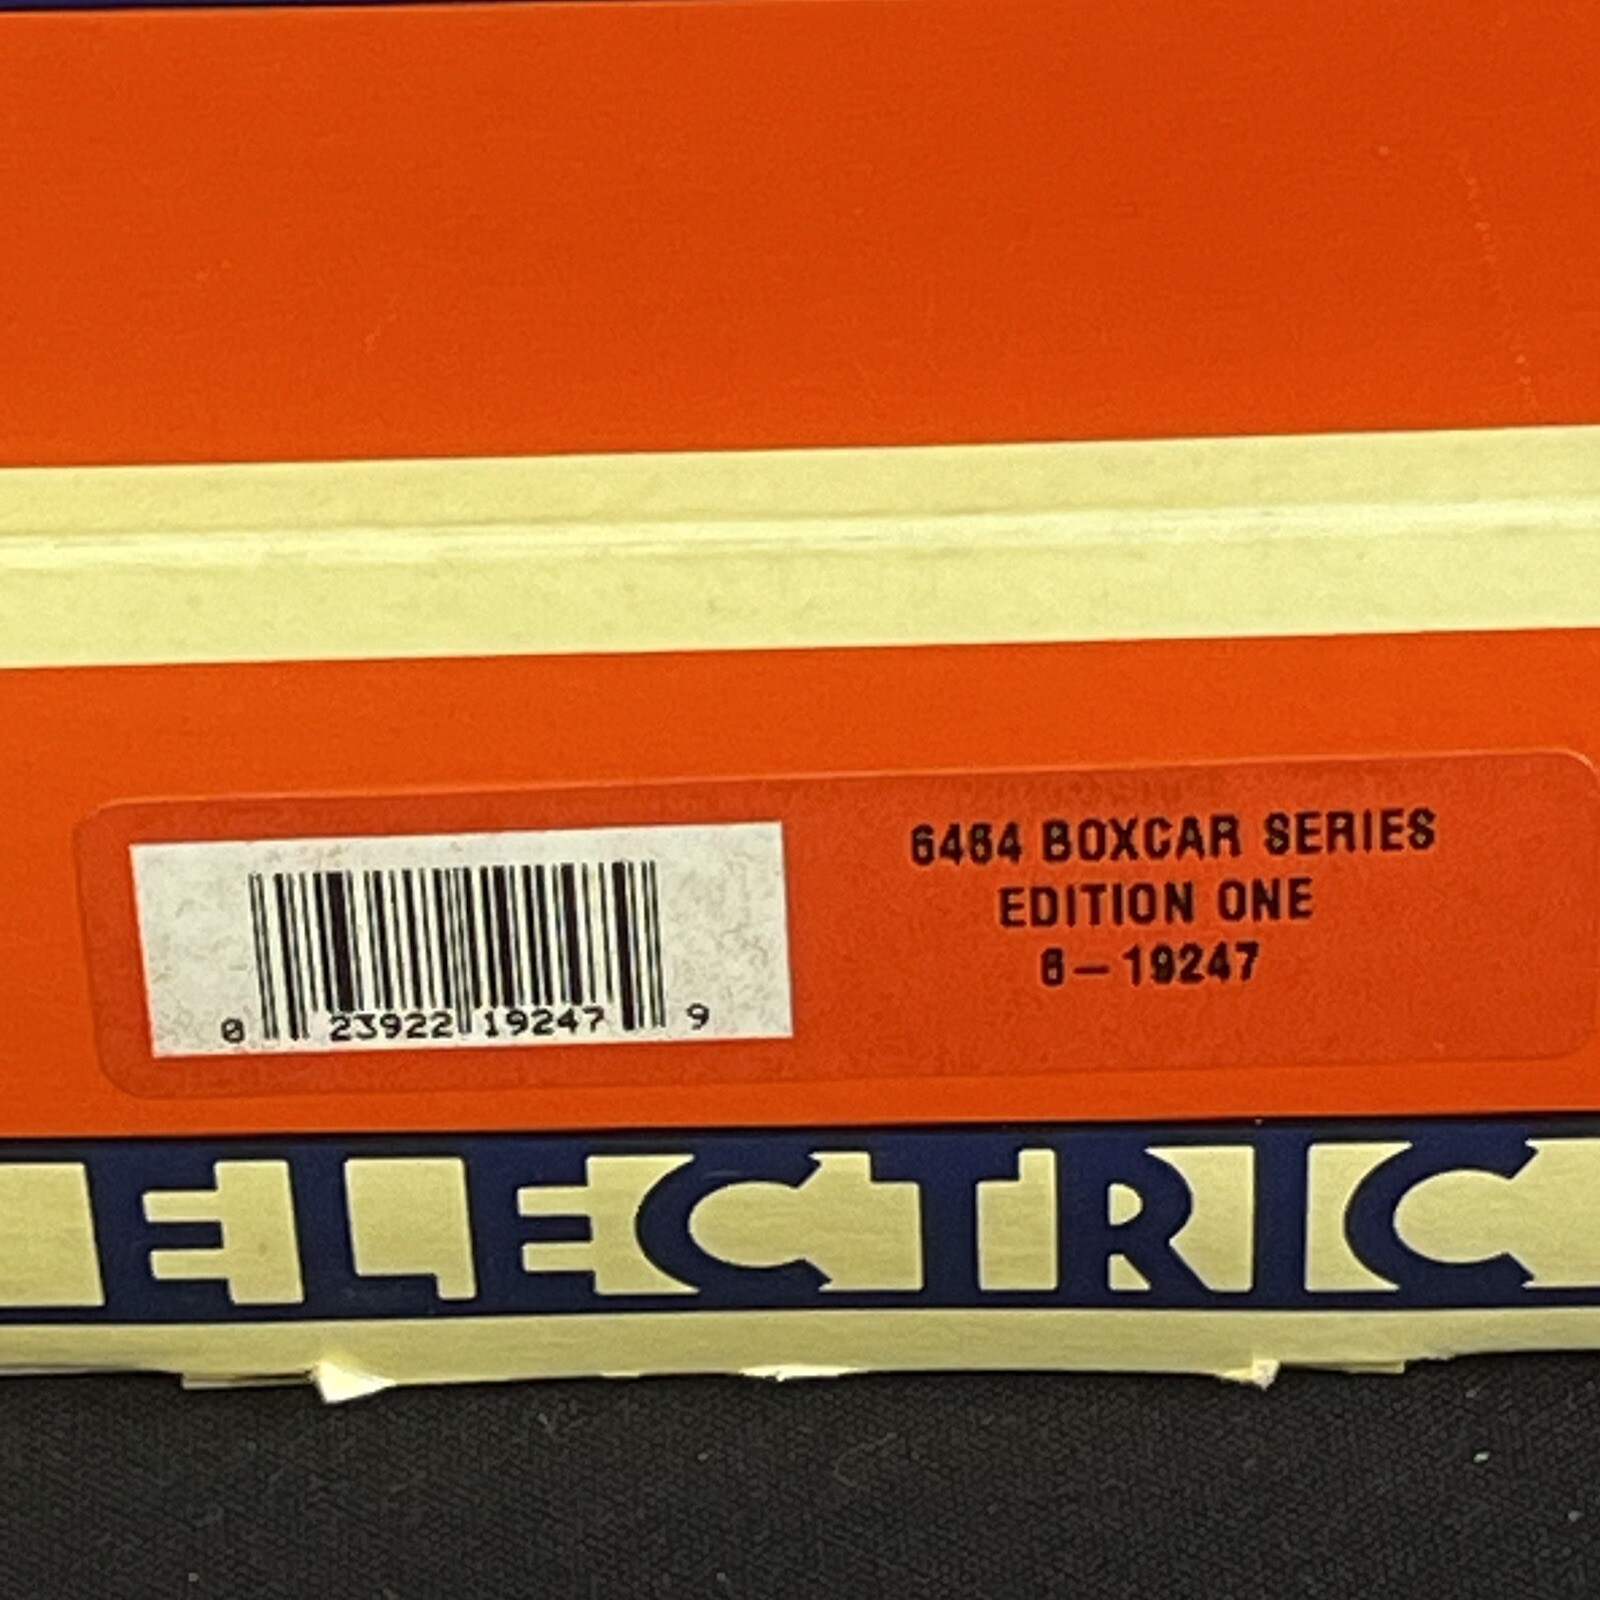 6464 BOXCAR SERIES
EDITION ONE
6-19247
0 23922 19247 9
ELECTRIC